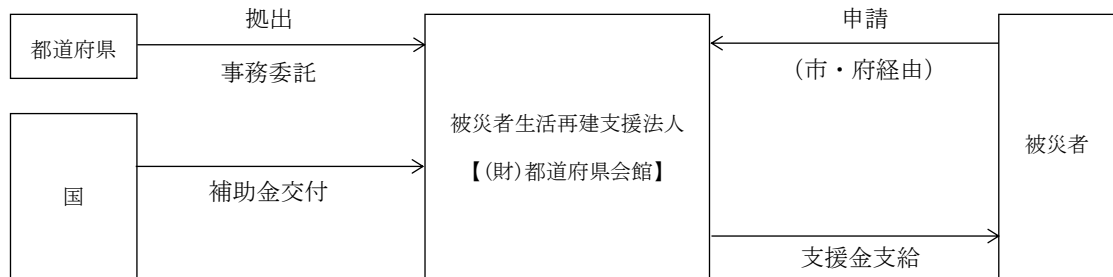 拠出
申請
都道府県
事務委託
(市・府経由)
被災者生活再建支援法人
【(財)都道府県会館】
被災者
国
補助金交付
支援金支給